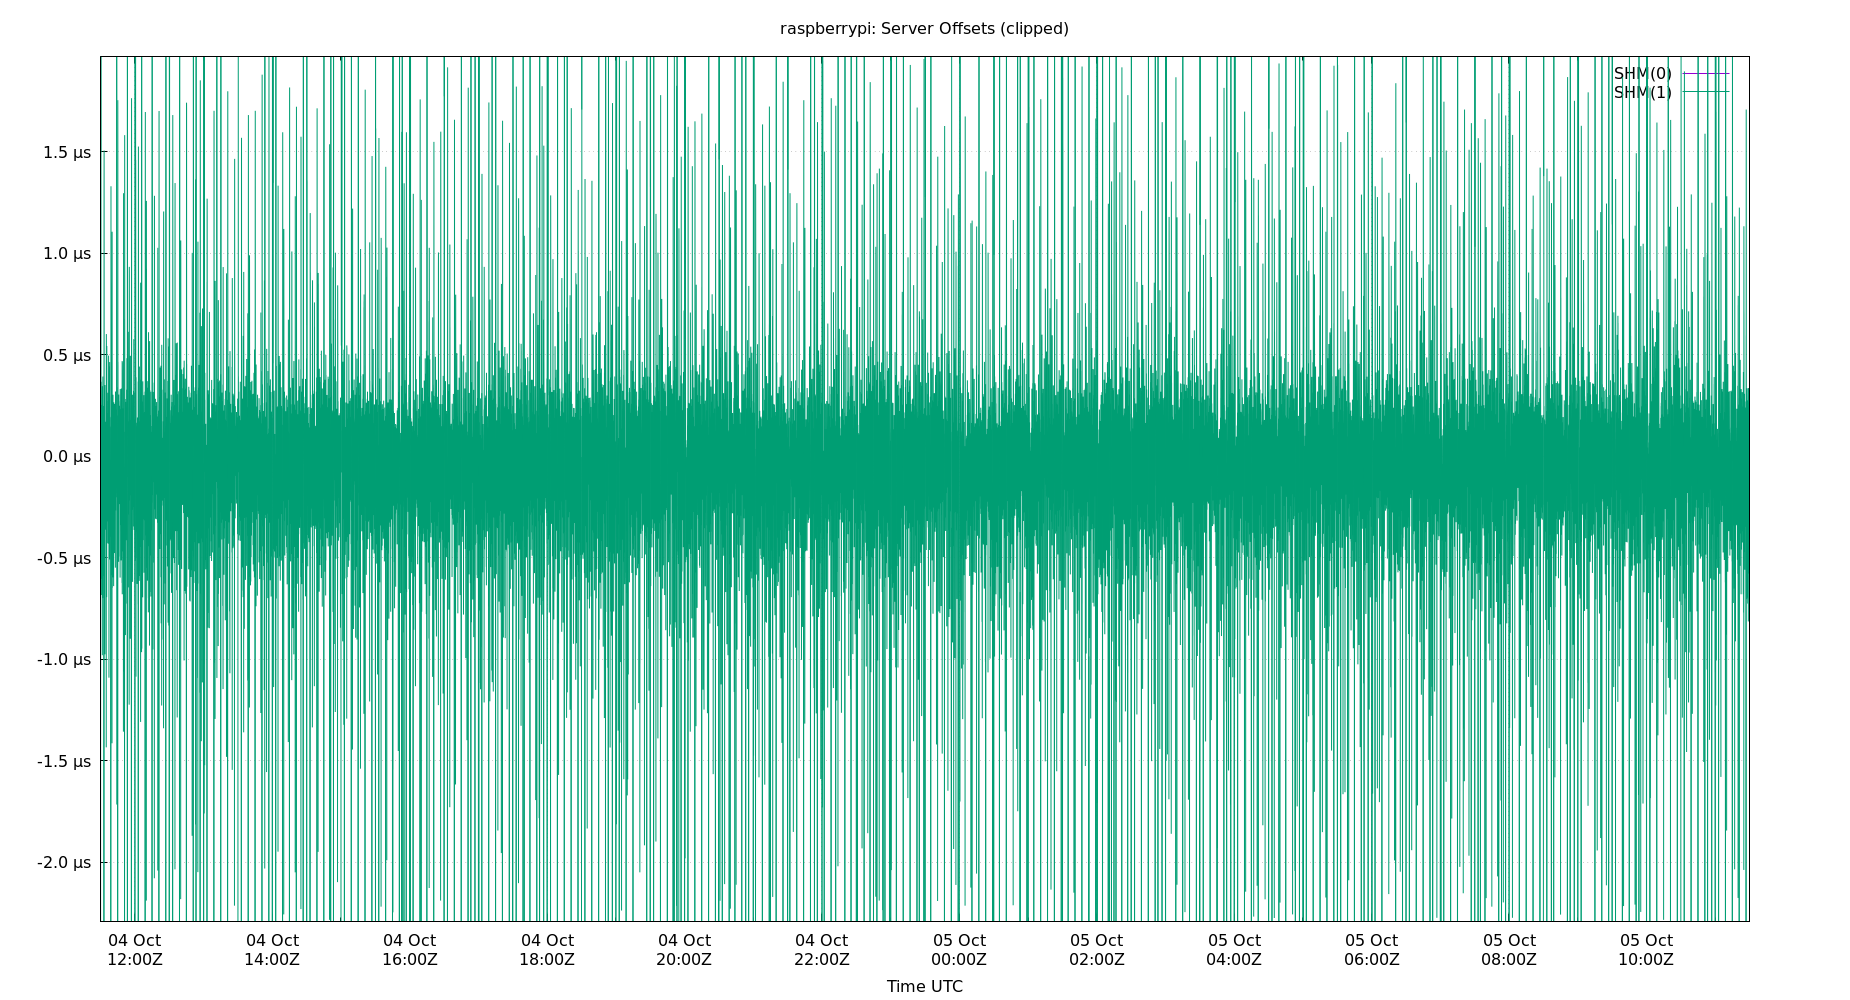 raspberrypi: Server Offsets (clipped)
SHM(0)
SHM(1)
1.5 µs
1.0 µs
0.5 µs
0.0 µs
-0.5 µs
-1.0 µs
-1.5 µs
-2.0 µs
04 Oct 04 Oct 04 Oct 04 Oct 04 Oct 04 Oct 05 Oct 05 Oct 05 Oct 05 Oct 05 Oct 05 Oct
12:00Z 14:00Z 16:00Z 18:00Z 20:00Z 22:00Z 00:00Z 02:00Z 04:00Z 06:00Z 08:00Z 10:00Z
Time UTC